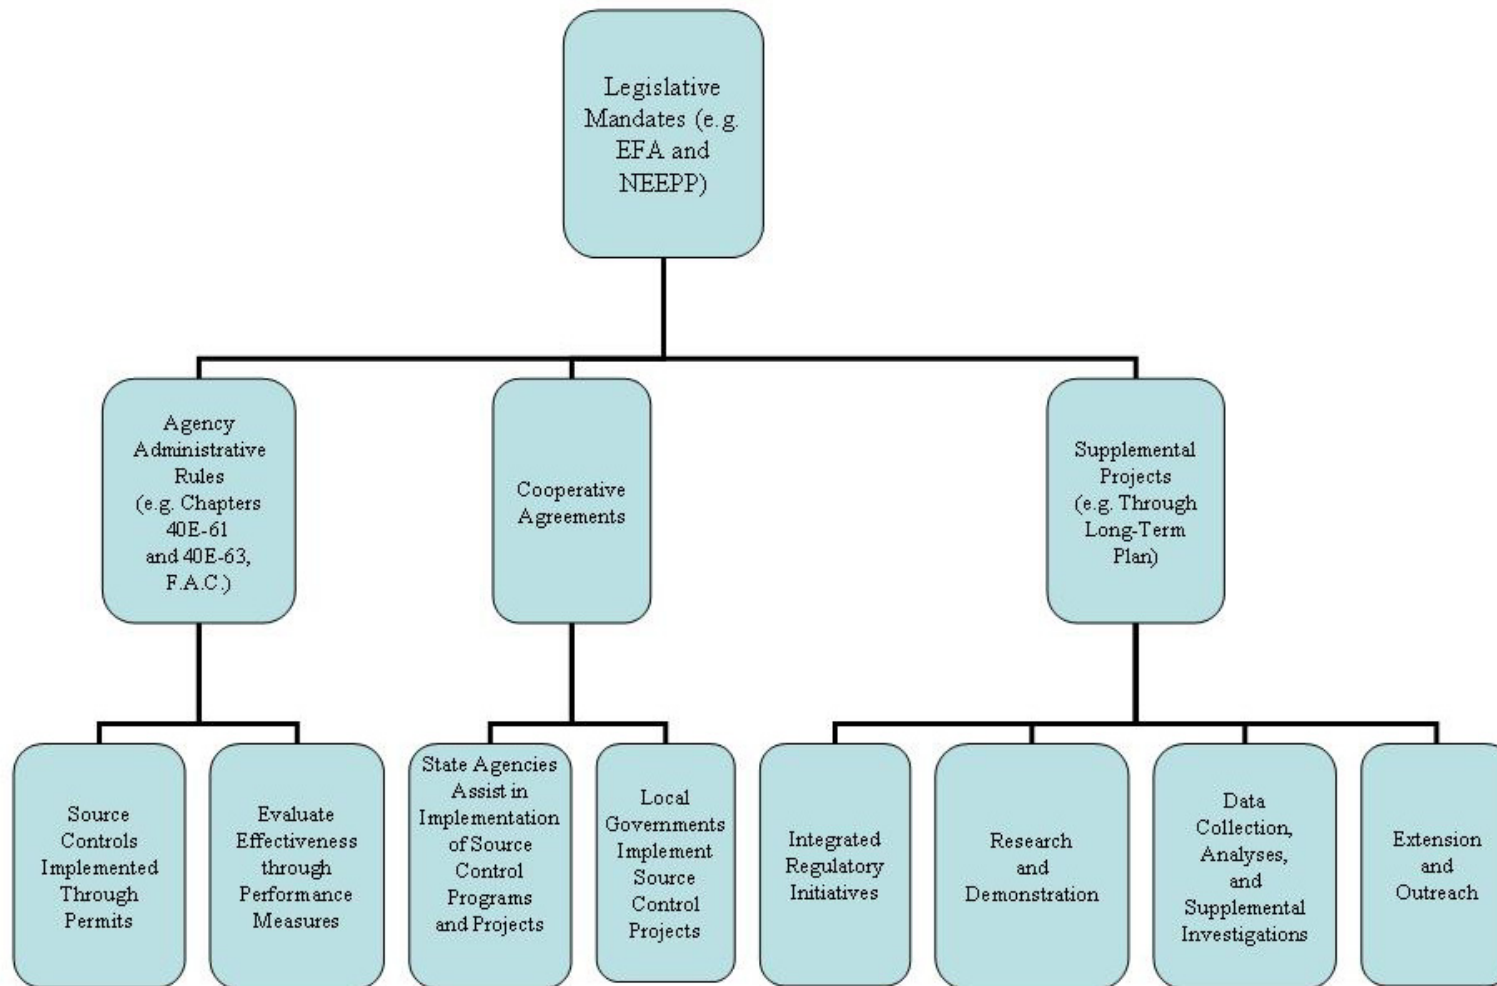 Legislative
Mandates (e.g.
EFA and
NEEPP)
Agency
Administrative
Rules
(e.g. Chapters
40E-61
and 40E-63,
F.A.C.)
Cooperative
Agreements
Supplemental
Projects
(e.g. Through
Long-Term
Plan)
Source
Controls
Implemented
Through
Permits
Evaluate
Effectiveness
through
Performance
Measures
State Agencies
Assist in
Implementation
of Source
Control
Programs
and Projects
Local
Governments
Implement
Source
Control
Projects
Integrated
Regulatory
Initiatives
Research
and
Demonstration
Data
Collection,
Analyses,
and
Supplemental
Investigations
Extension
and
Outreach